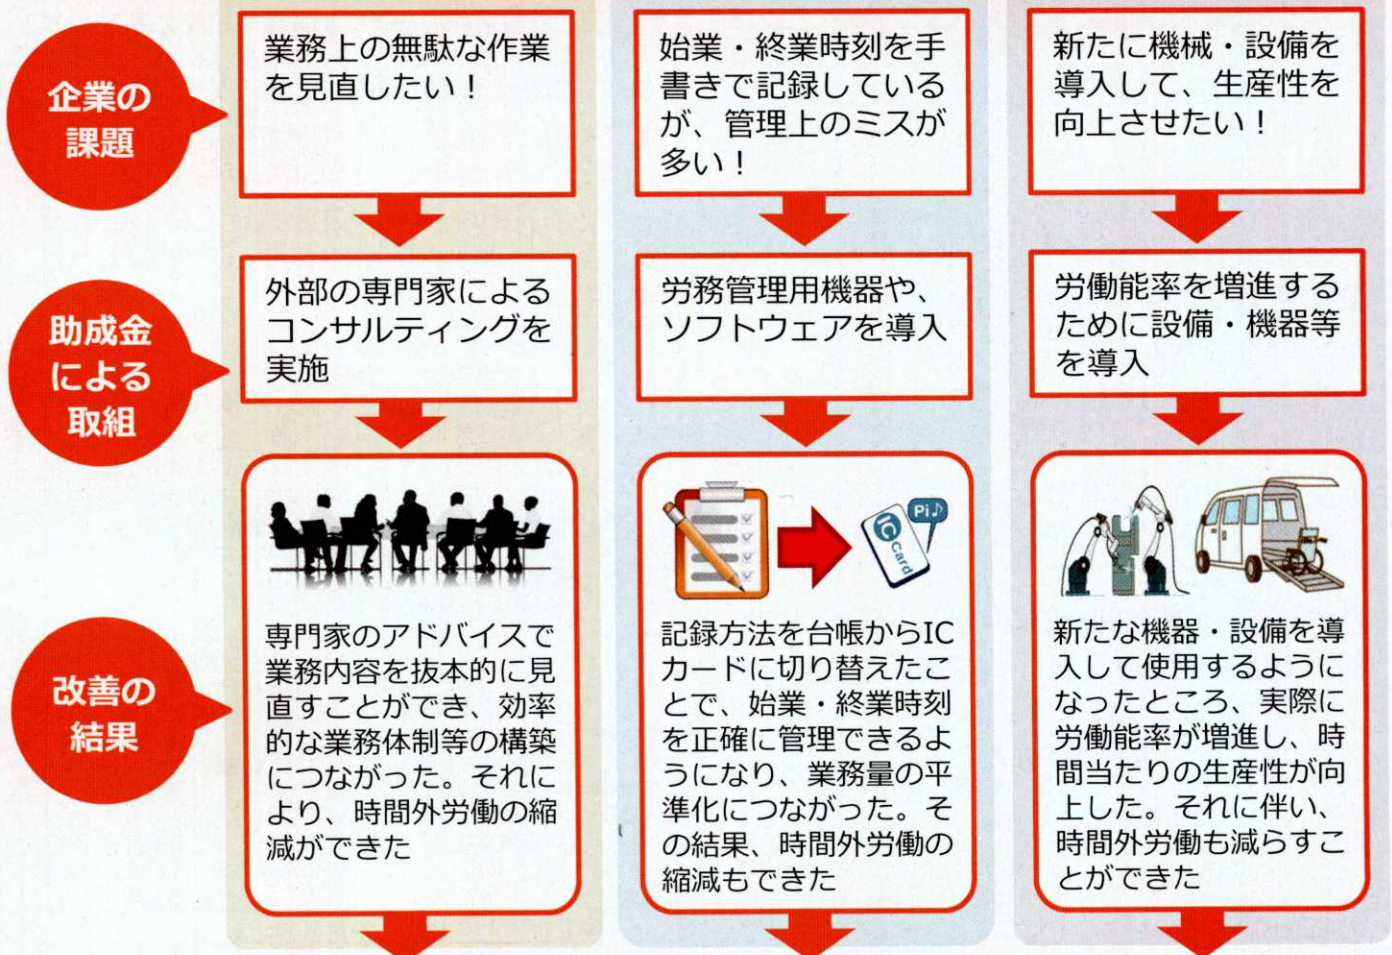 企業の
課題
業務上の無駄な作業
を見直したい！
始業・終業時刻を手
書きで記録している
が、管理上のミスが
多い！
新たに機械・設備を
導入して、生産性を
向上させたい！
助成金
による
取組
外部の専門家による
コンサルティングを
実施
労務管理用機器や、
ソフトウェアを導入
労働能率を増進する
ために設備・機器等
を導入
改善の
結果
専門家のアドバイスで
業務内容を抜本的に見
直すことができ、効率
的な業務体制等の構築
につながった。それに
より、時間外労働の縮
減ができた
IC
Card
Pi♪
記録方法を台帳からIC
カードに切り替えたこ
とで、始業・終業時刻
を正確に管理できるよ
うになり、業務量の平
準化につながった。そ
の結果、時間外労働の
縮減もできた
新たな機器・設備を導
入して使用するように
なったところ、実際に
労働能率が増進し、時
間当たりの生産性が向
上した。それに伴い、
時間外労働も減らすこ
とができた